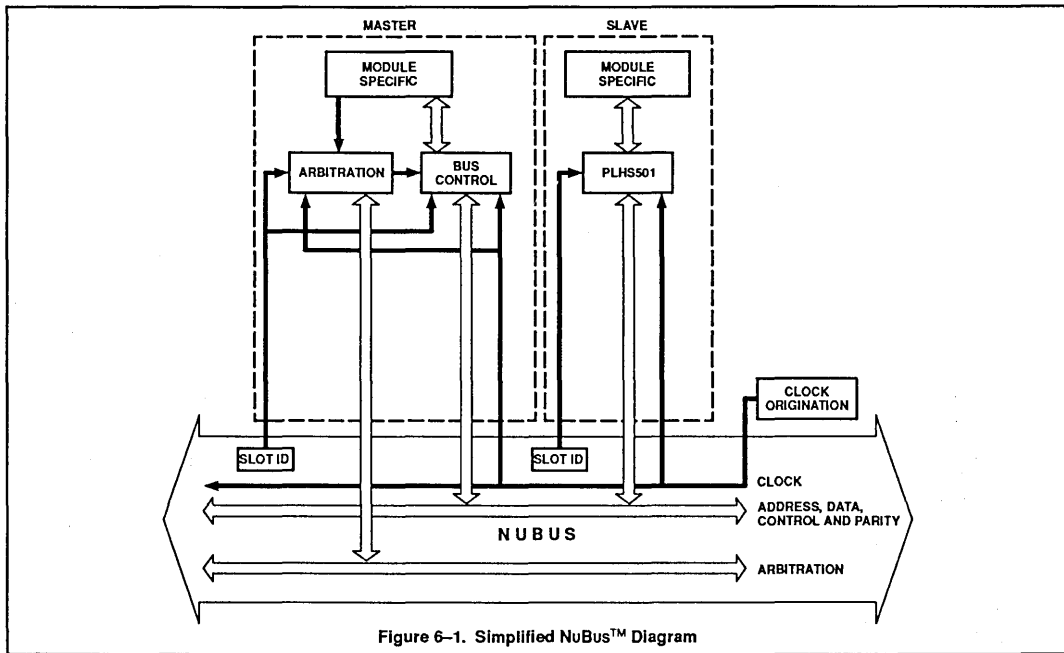 MASTER
SLAVE
MODULE
SPECIFIC
MODULE
SPECIFIC
ARBITRATION
BUS
CONTROL
PLHS501
CLOCK
ORIGINATION
SLOT ID
SLOT ID
CLOCK
ADDRESS, DATA,
CONTROL AND PARITY
NUBUS
ARBITRATION
Figure 6–1. Simplified NuBus™ Diagram